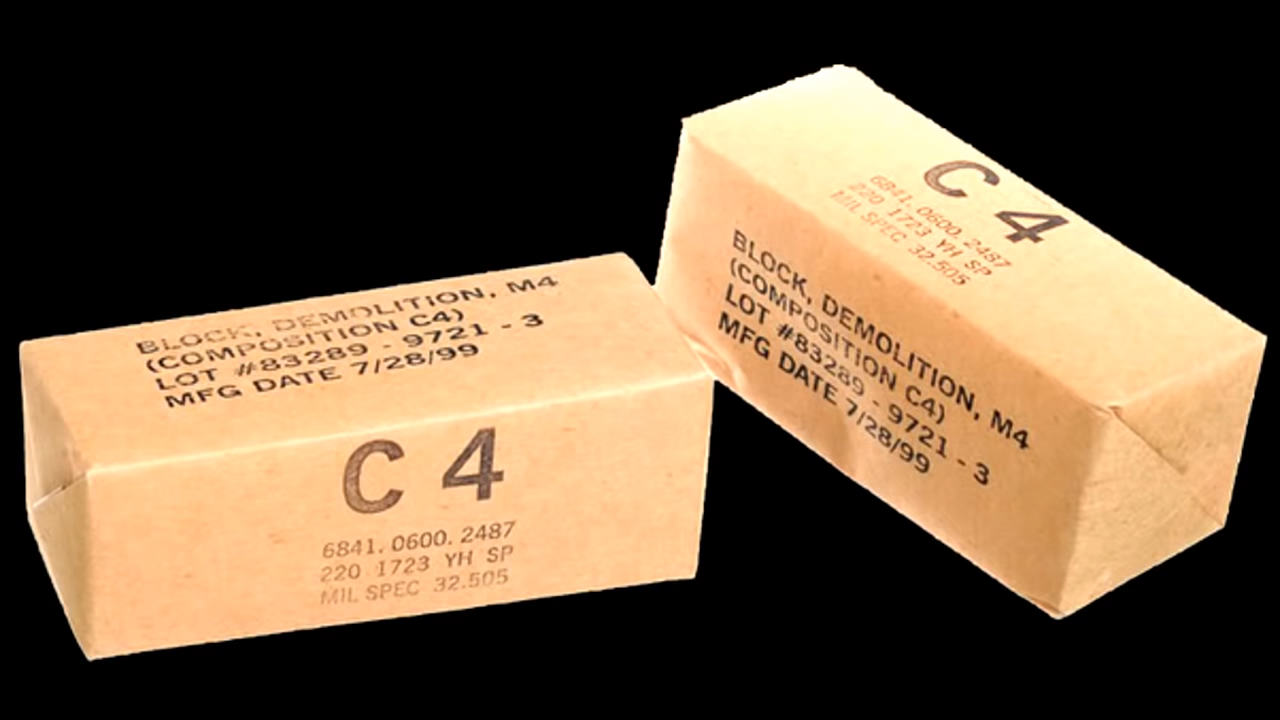 BLOCK, DEMOLITION, M4
(COMPOSITION C4)
LOT #83289 - 9721 - 3
MFG DATE 7/28/99
C 4
6841. 0600. 2487
220 1723 YH SP
MIL SPEC 32.505
C 4
6841. 0600. 2487
220 1723 YH SP
MIL SPEC 32.505
BLOCK, DEMOLITION, M4
(COMPOSITION C4)
LOT #83289 - 9721 - 3
MFG DATE 7/28/99